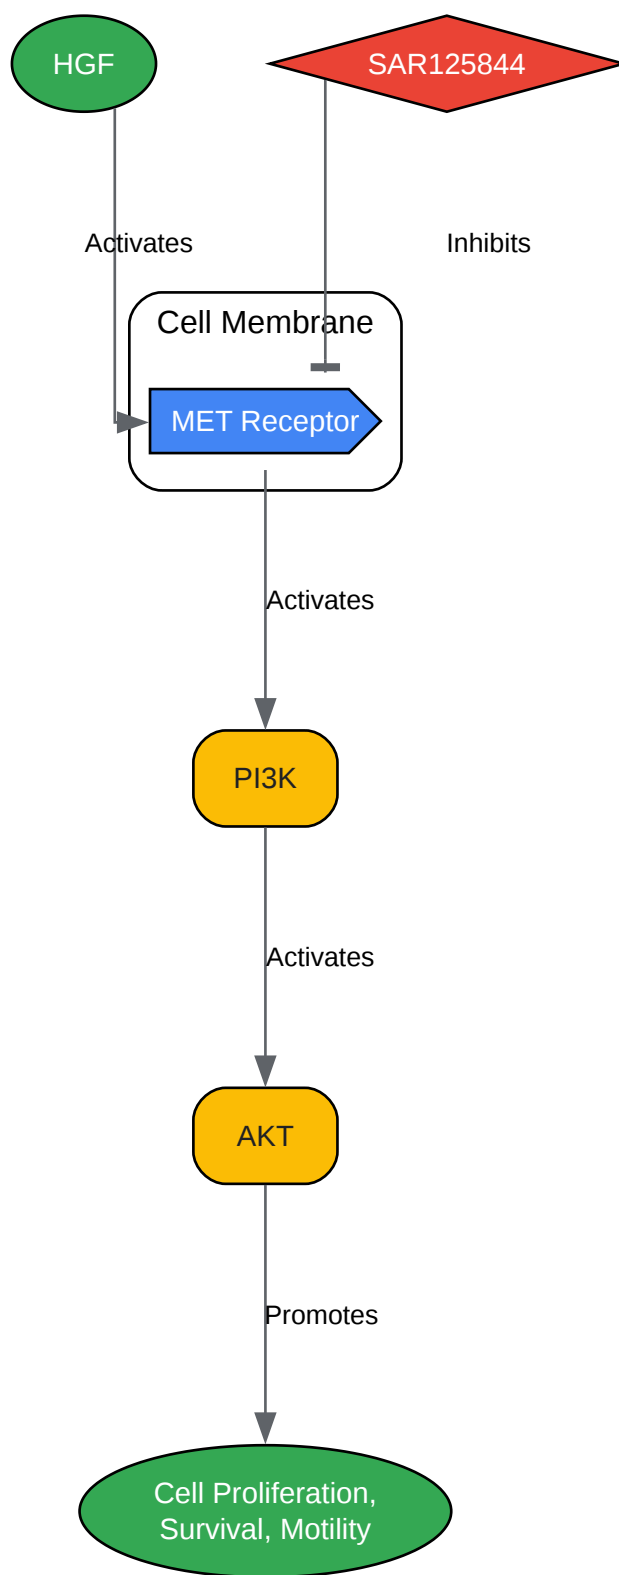 HGF
SAR125844
Activates
Inhibits
Cell Membrane
MET Receptor
Activates
PI3K
Activates
AKT
Promotes
Cell Proliferation,
Survival, Motility